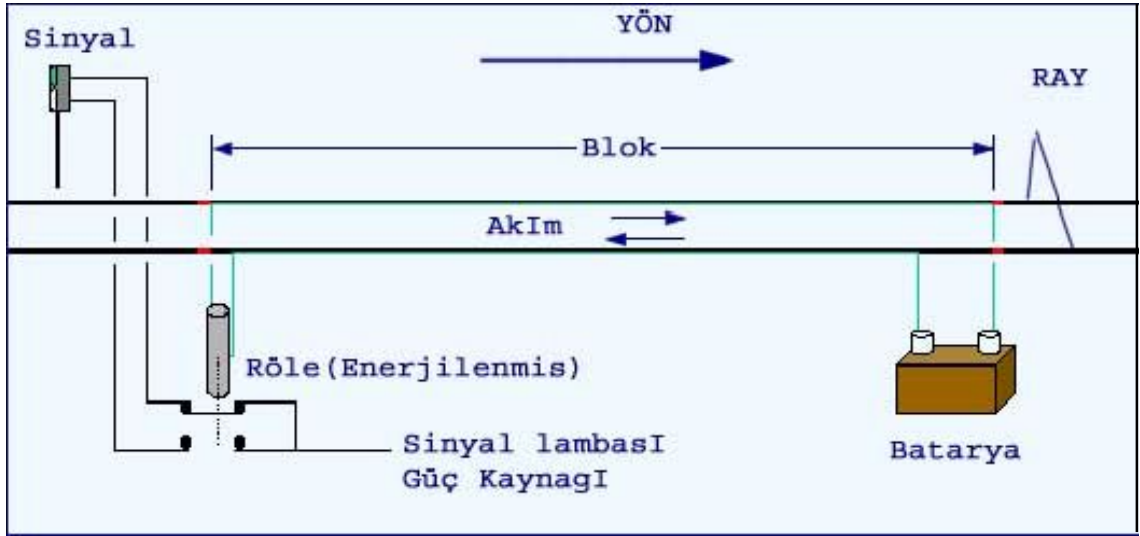 YÖN
Sinyal
RAY
Blok
AkIm
Röle(Enerjilenmis)
Sinyal lambasI
Güç KaynagI
Batarya